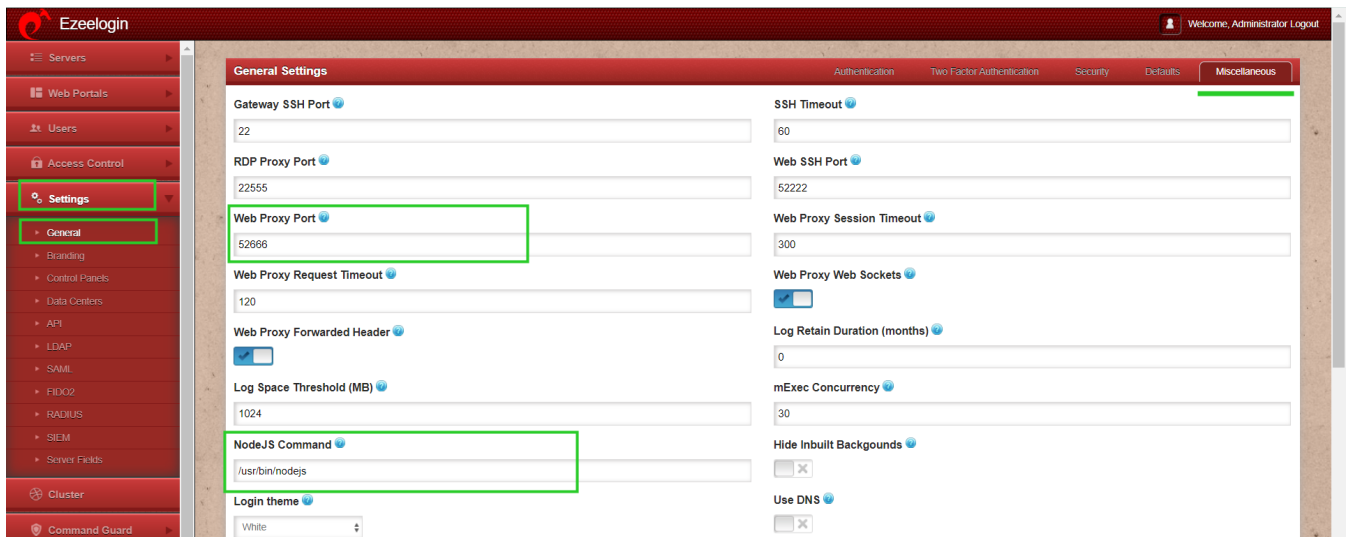 Ezeelogin
Welcome, Administrator Logout
Servers
Web Portals
Users
Access Control
Settings
General
Branding
Control Panels
Data Centers
API
LDAP
SAML
FIDO2
RADIUS
SIEM
Server Fields
Cluster
Command Guard
General Settings
Authentication
Two Factor Authentication
Security
Defaults
Miscellaneous
Gateway SSH Port
22
SSH Timeout
60
RDP Proxy Port
22555
Web SSH Port
52222
Web Proxy Port
52666
Web Proxy Session Timeout
300
Web Proxy Request Timeout
120
Web Proxy Web Sockets
Web Proxy Forwarded Header
Log Retain Duration (months)
0
Log Space Threshold (MB)
1024
mExec Concurrency
30
NodeJS Command
/usr/bin/nodejs
Hide Inbuilt Backgounds
Login theme
White
Use DNS